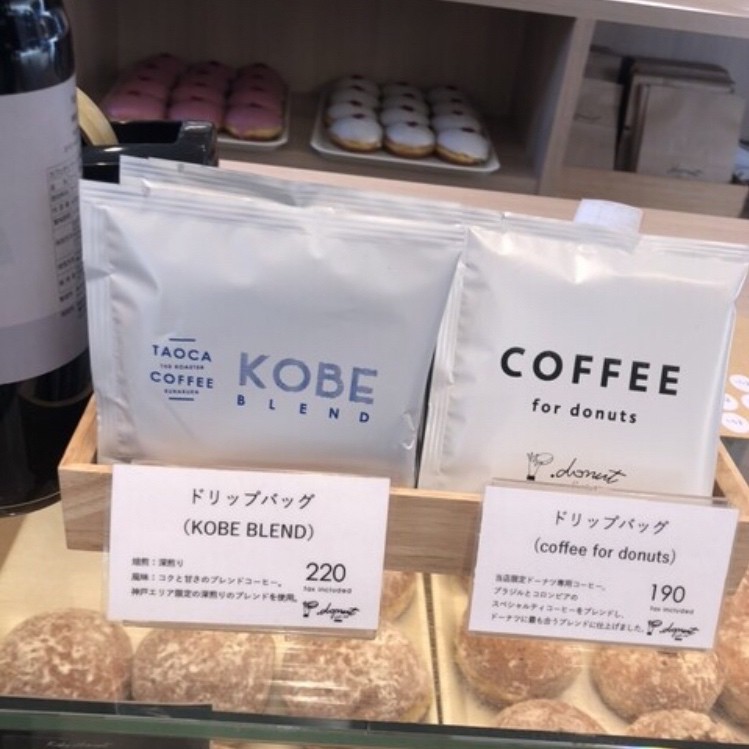 TAOCA
THE ROASTER
COFFEE
KURAKUEN
KOBE
BLEND
COFFEE
for donuts
P.donut
ドリップバッグ
(KOBE BLEND)
焙煎：深煎り
風味：コクと甘さのブレンドコーヒー。
神戸エリア限定の深煎りのブレンドを使用。
220
tax included
P.donut
ドリップバッグ
(coffee for donuts)
当店限定ドーナツ専用コーヒー。
ブラジルとコロンビアの
スペシャルティコーヒーをブレンドし、
ドーナツに最も合うブレンドに仕上げました。
190
tax included
P.donut